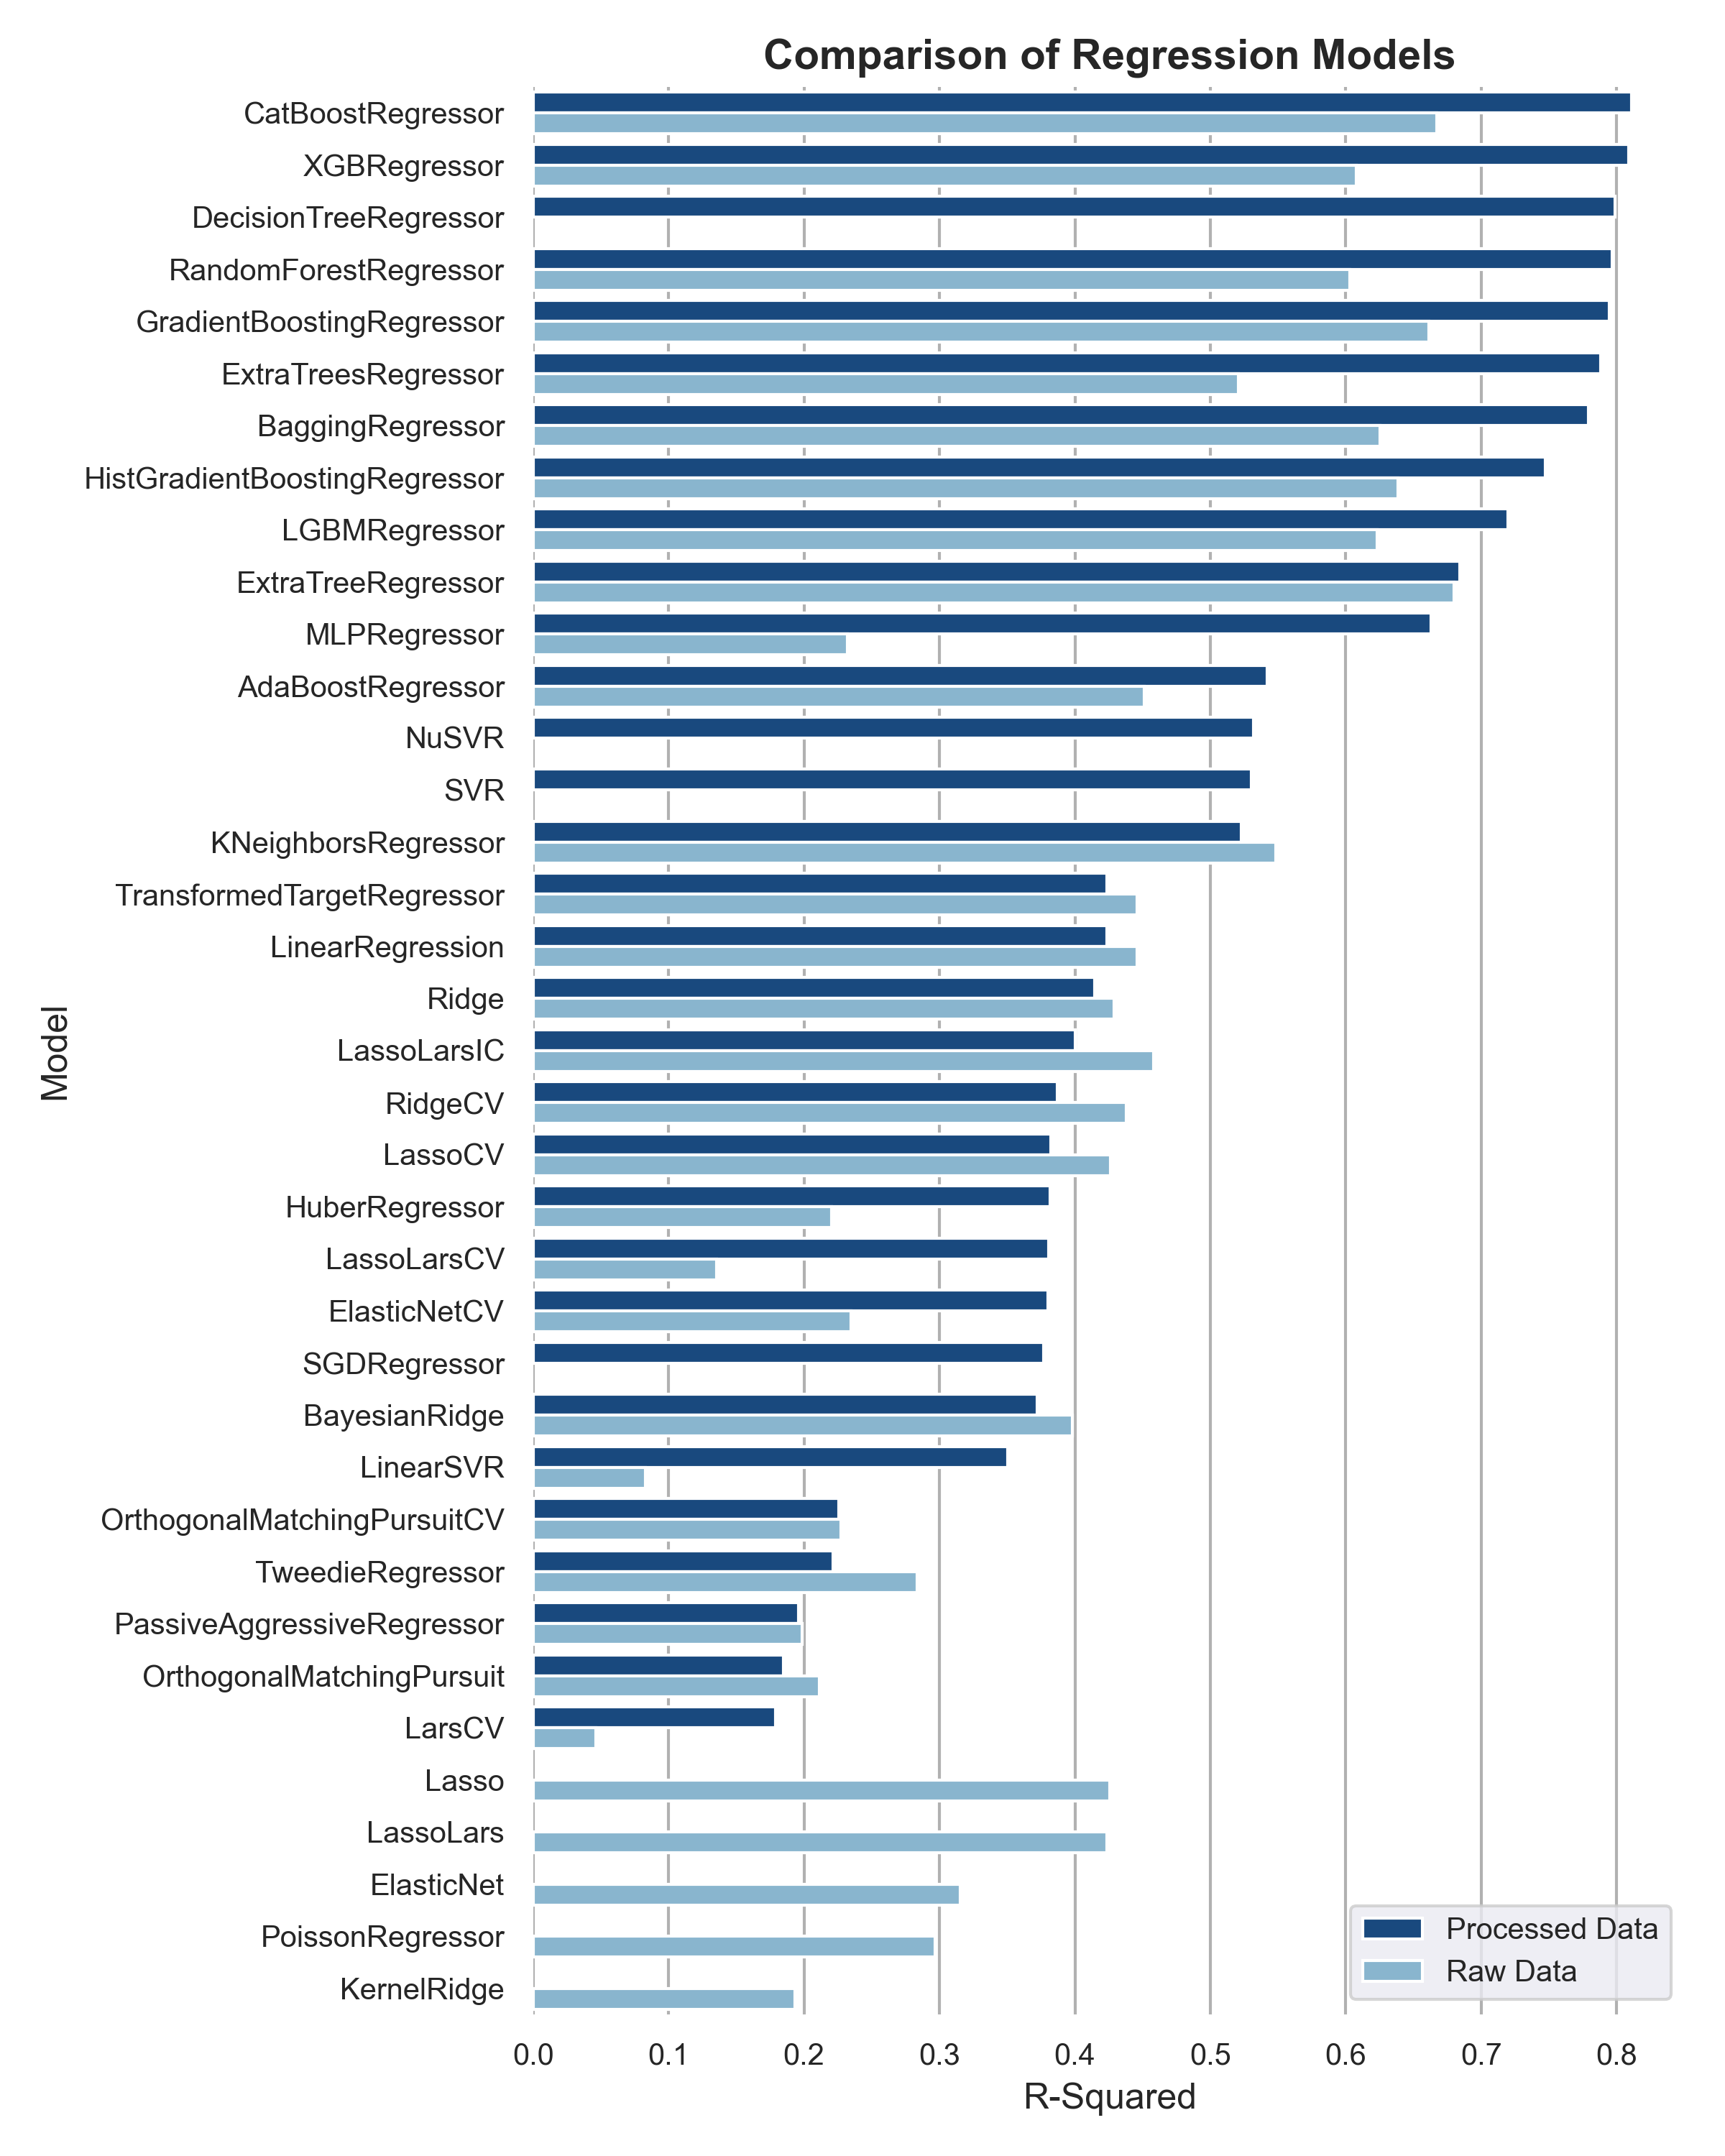 Comparison of Regression Models
CatBoostRegressor
XGBRegressor
DecisionTreeRegressor
RandomForestRegressor
GradientBoostingRegressor
ExtraTreesRegressor
BaggingRegressor
HistGradientBoostingRegressor
LGBMRegressor
ExtraTreeRegressor
MLPRegressor
AdaBoostRegressor
NuSVR
SVR
KNeighborsRegressor
TransformedTargetRegressor
LinearRegression
Ridge
LassoLarsIC
RidgeCV
LassoCV
HuberRegressor
LassoLarsCV
ElasticNetCV
SGDRegressor
BayesianRidge
LinearSVR
OrthogonalMatchingPursuitCV
TweedieRegressor
PassiveAggressiveRegressor
OrthogonalMatchingPursuit
LarsCV
Lasso
LassoLars
ElasticNet
PoissonRegressor
KernelRidge
Model
Processed Data
Raw Data
0.0 0.1 0.2 0.3 0.4 0.5 0.6 0.7 0.8
R-Squared